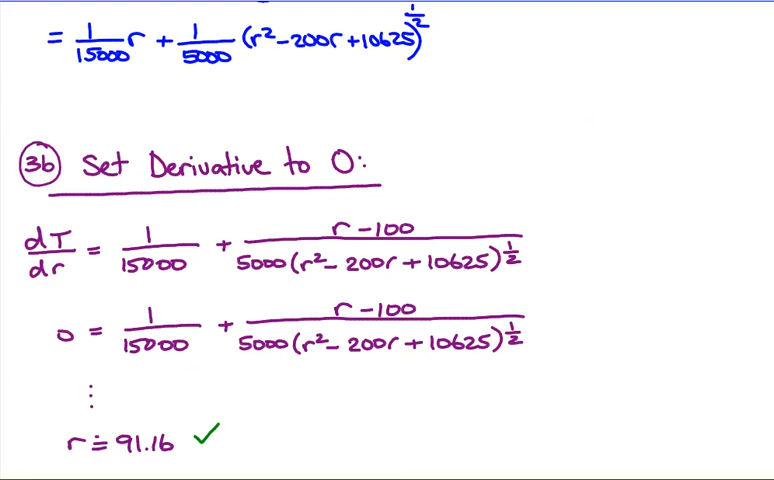 = 1/15000 r + 1/5000 (r² - 200r + 10625)^1/2
3b Set Derivative to 0:
dT/dr = 1/15000 + r - 100/5000(r² - 200r + 10625)^1/2
0 = 1/15000 + r - 100/5000(r² - 200r + 10625)^1/2
⋮
r ≐ 91.16 ✓